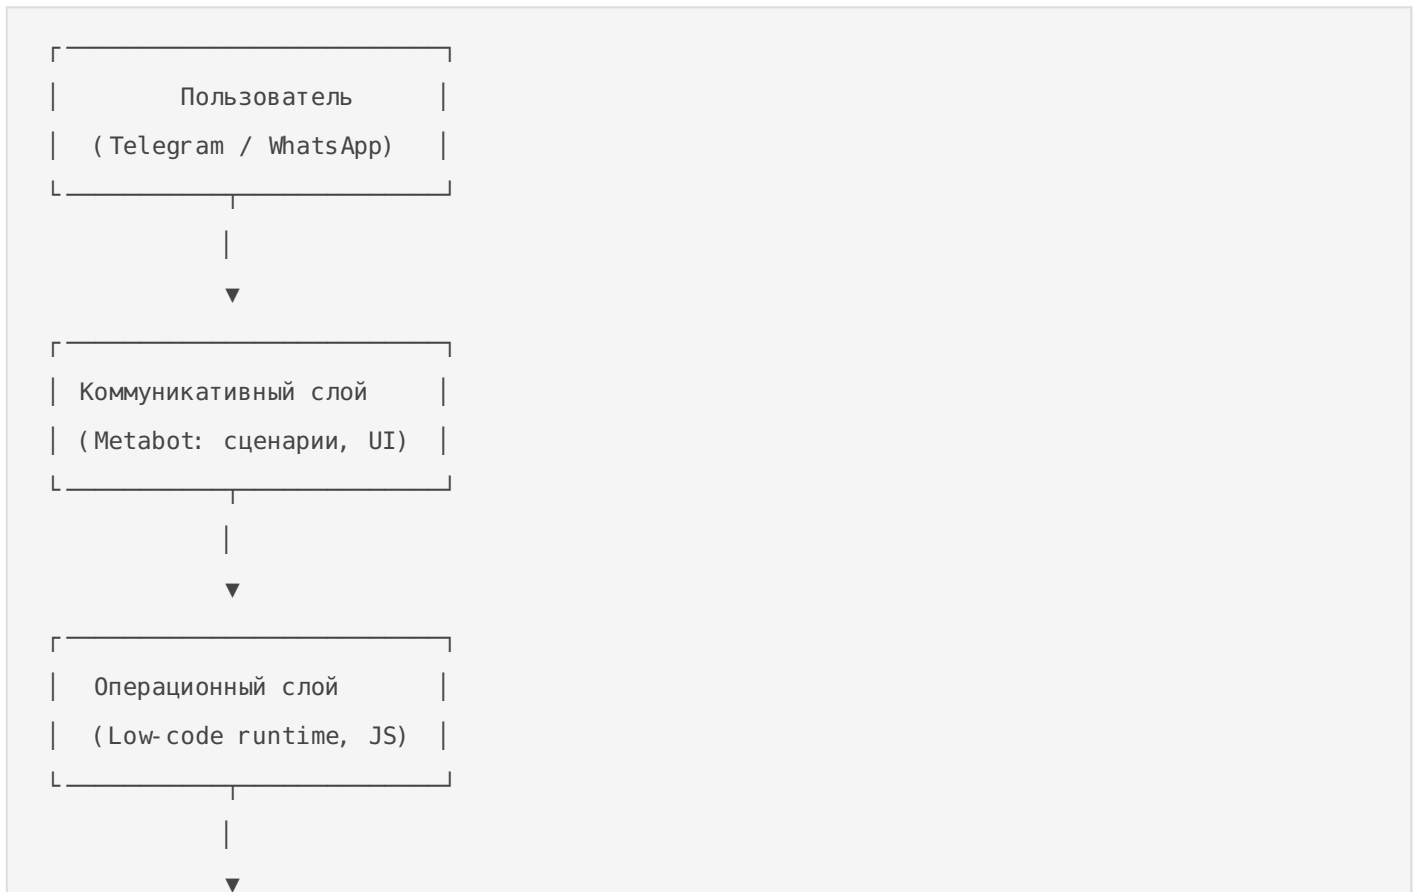 Пользователь
(Telegram / WhatsApp)
Коммуникативный слой
(Metabot: сценарии, UI)
Операционный слой
(Low-code runtime, JS)